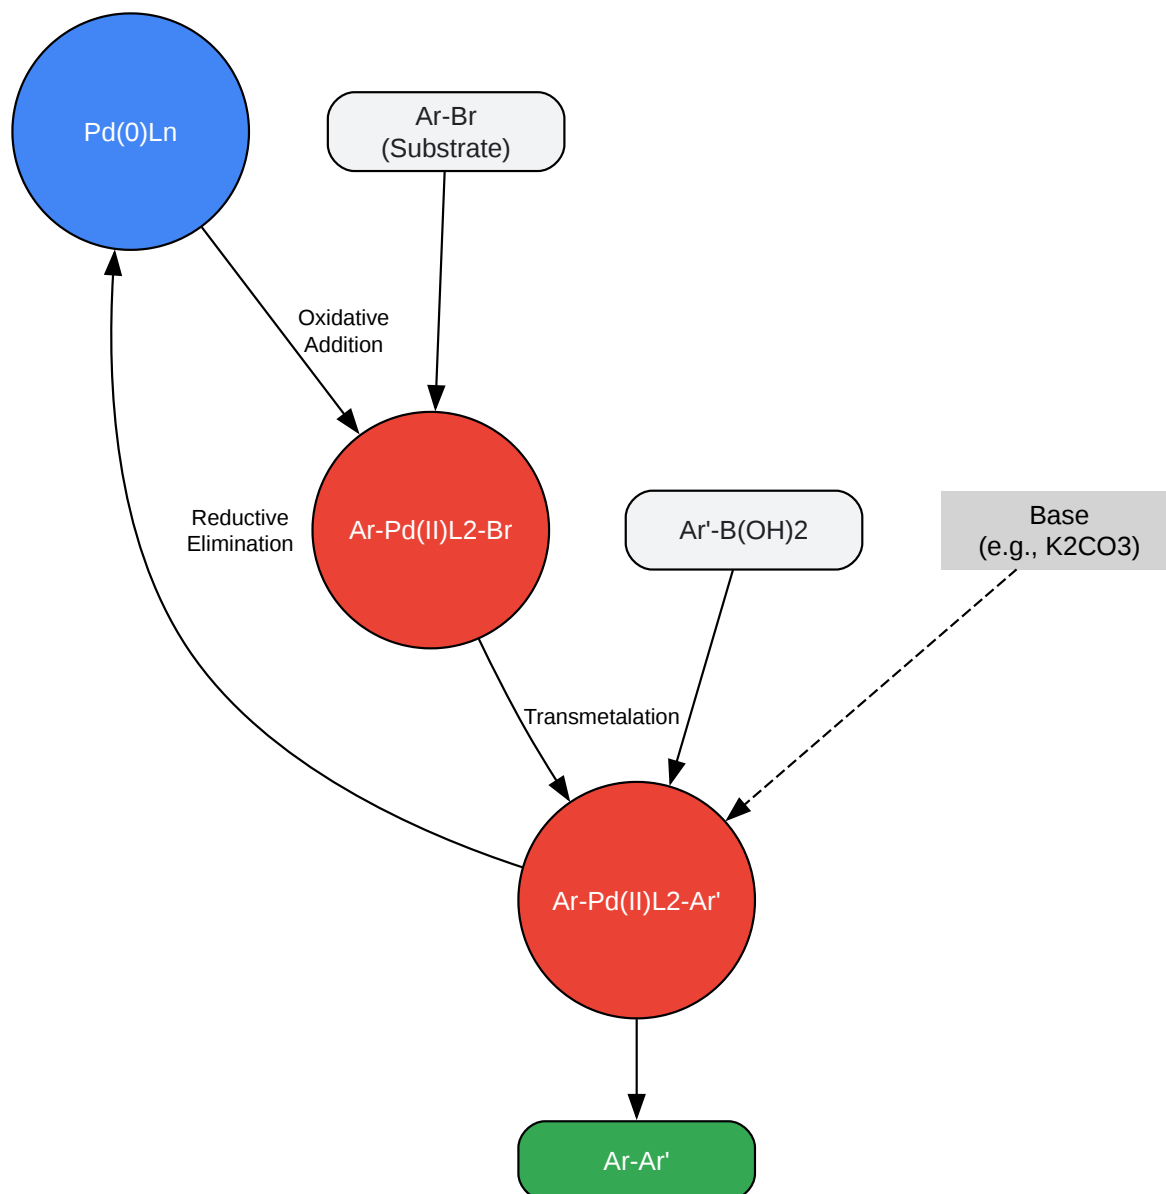 Pd(0)Ln
Ar-Br
(Substrate)
Oxidative
Addition
Reductive
Elimination
Ar-Pd(II)L2-Br
Ar'-B(OH)2
Base
(e.g., K2CO3)
Transmetalation
Ar-Pd(II)L2-Ar'
Ar-Ar'